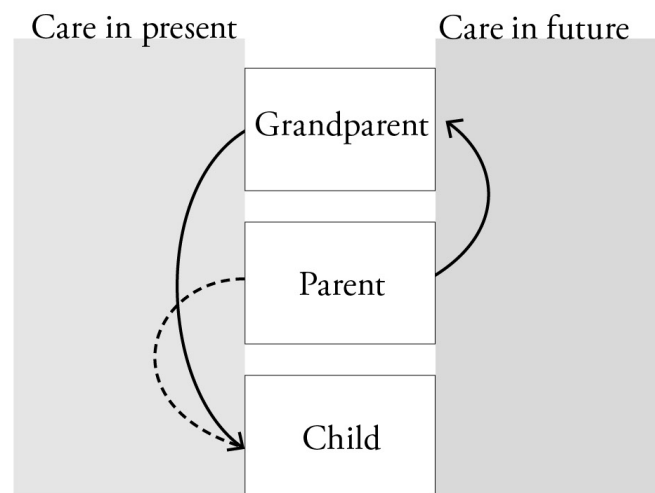 Care in present
Care in future
Grandparent
Parent
Child